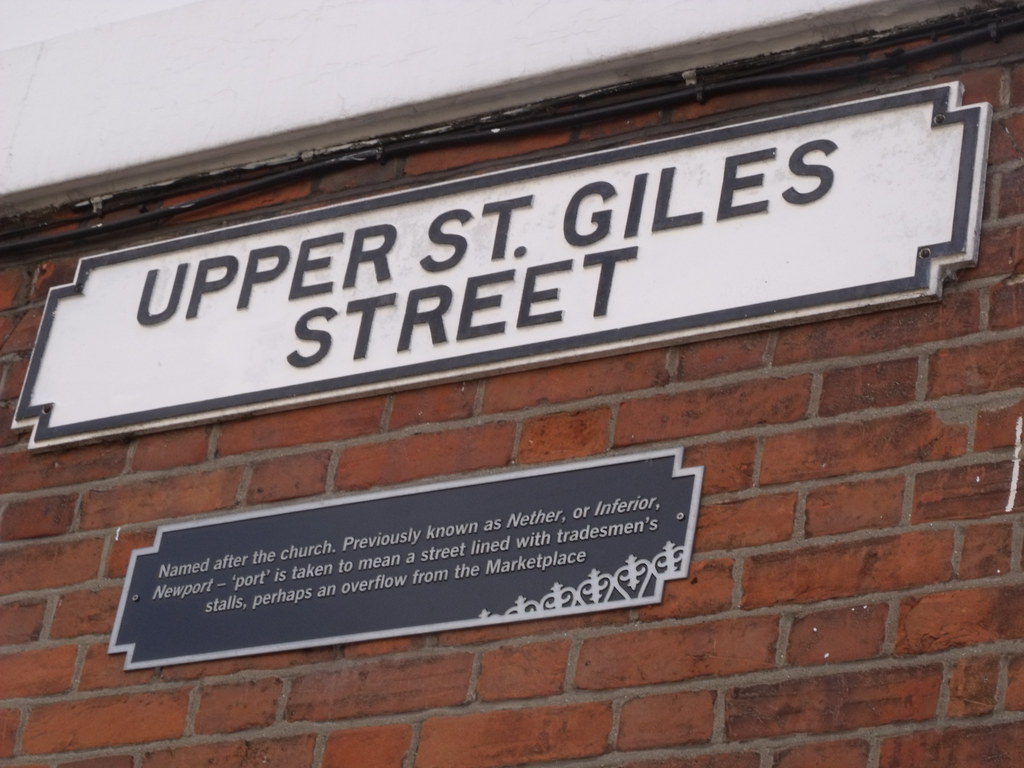 UPPER ST. GILES
STREET
Named after the church. Previously known as Nether, or Inferior,
Newport – ‘port’ is taken to mean a street lined with tradesmen’s
stalls, perhaps an overflow from the Marketplace